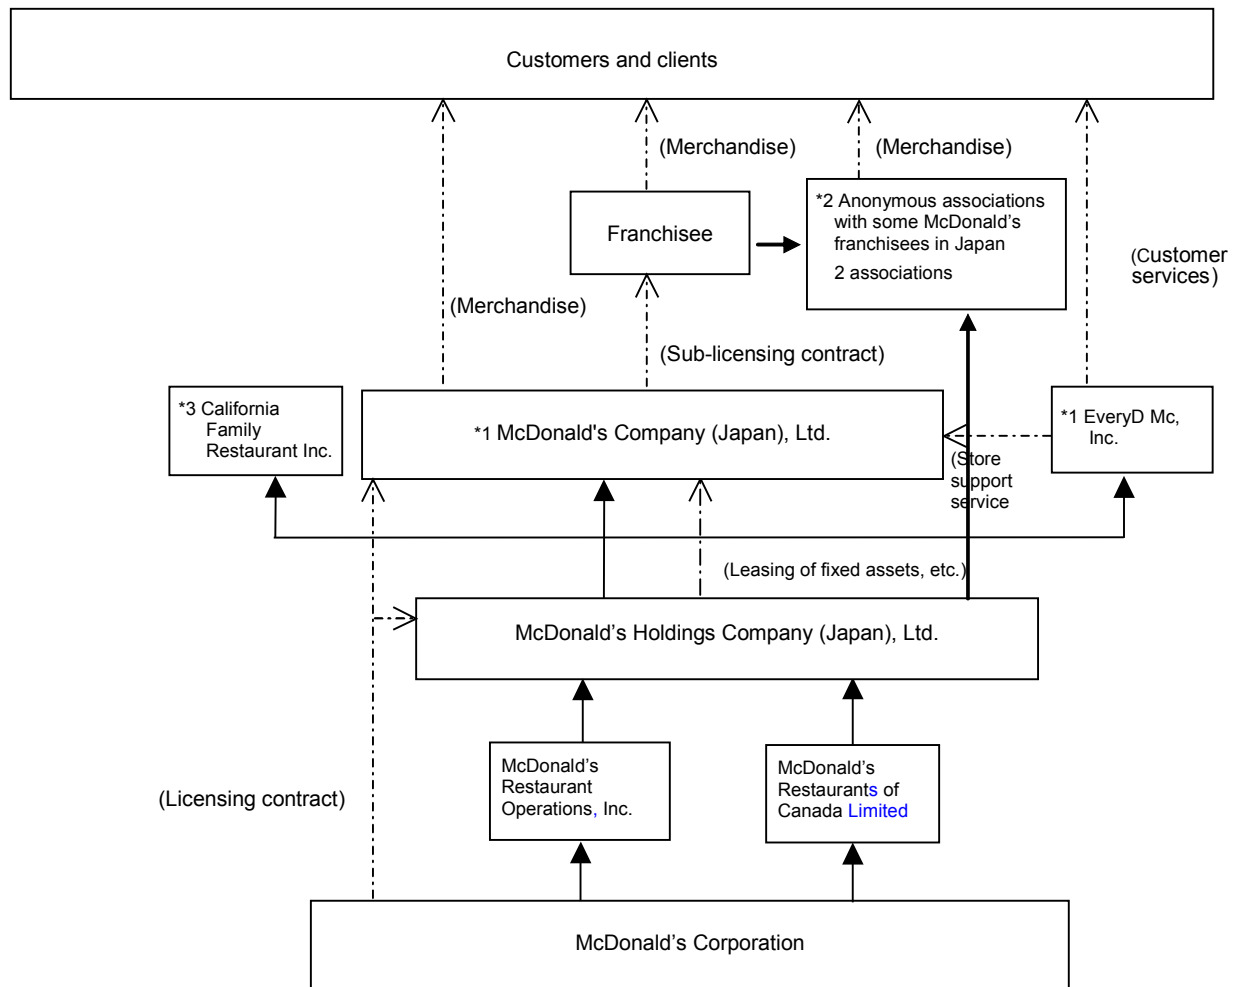 Customers and clients
(Merchandise)
(Merchandise)
*2 Anonymous associations
with some McDonald’s
franchisees in Japan
2 associations
Franchisee
(Customer
services)
(Merchandise)
(Sub-licensing contract)
*3 California
Family
Restaurant Inc.
*1 McDonald's Company (Japan), Ltd.
*1 EveryD Mc,
Inc.
(Store
support
service
(Leasing of fixed assets, etc.)
McDonald’s Holdings Company (Japan), Ltd.
McDonald’s
Restaurant
Operations, Inc.
McDonald’s
Restaurants of
Canada Limited
(Licensing contract)
McDonald’s Corporation